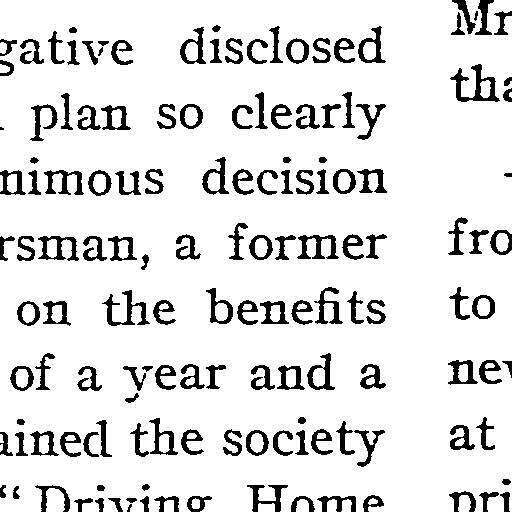 gative disclosed
plan so clearly
nimous decision
rsman, a former
on the benefits
of a year and a
ained the society
“ Driving Home
Mr
tha
fro
to
new
at
pri